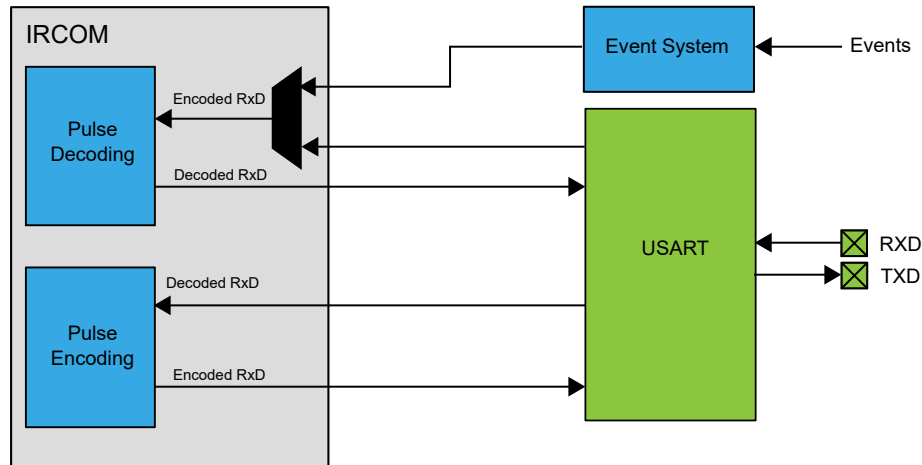 IRCOM
Event System
Events
Encoded RxD
Pulse
Decoding
Decoded RxD
USART
RXD
TXD
Decoded RxD
Pulse
Encoding
Encoded RxD